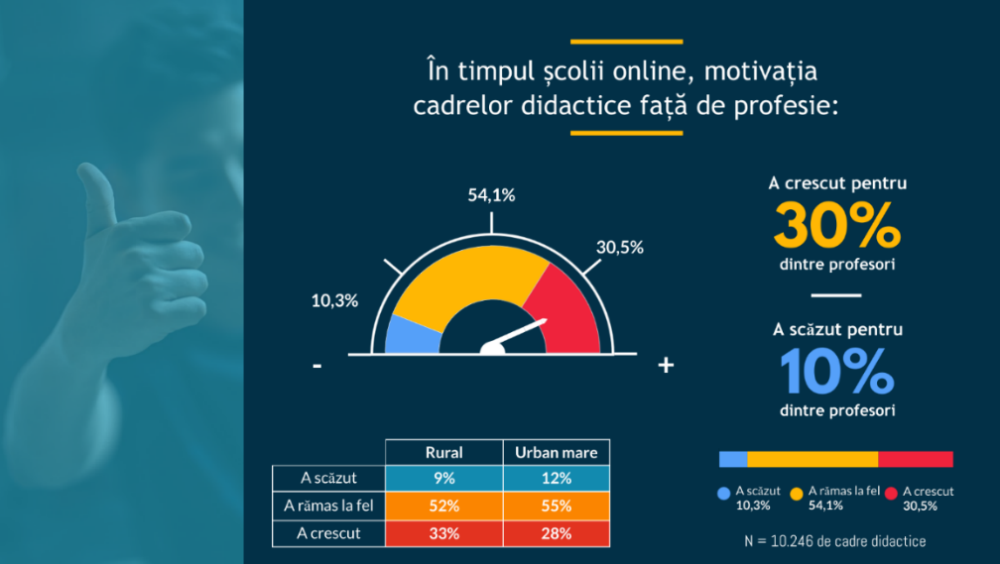 În timpul școlii online, motivația
cadrelor didactice față de profesie:
54,1%
30,5%
10,3%
-
+
A crescut pentru
30%
dintre profesori
A scăzut pentru
10%
dintre profesori
Rural Urban mare
A scăzut 9% 12%
A rămas la fel 52% 55%
A crescut 33% 28%
A scăzut A rămas la fel A crescut
10,3% 54,1% 30,5%
N = 10.246 de cadre didactice